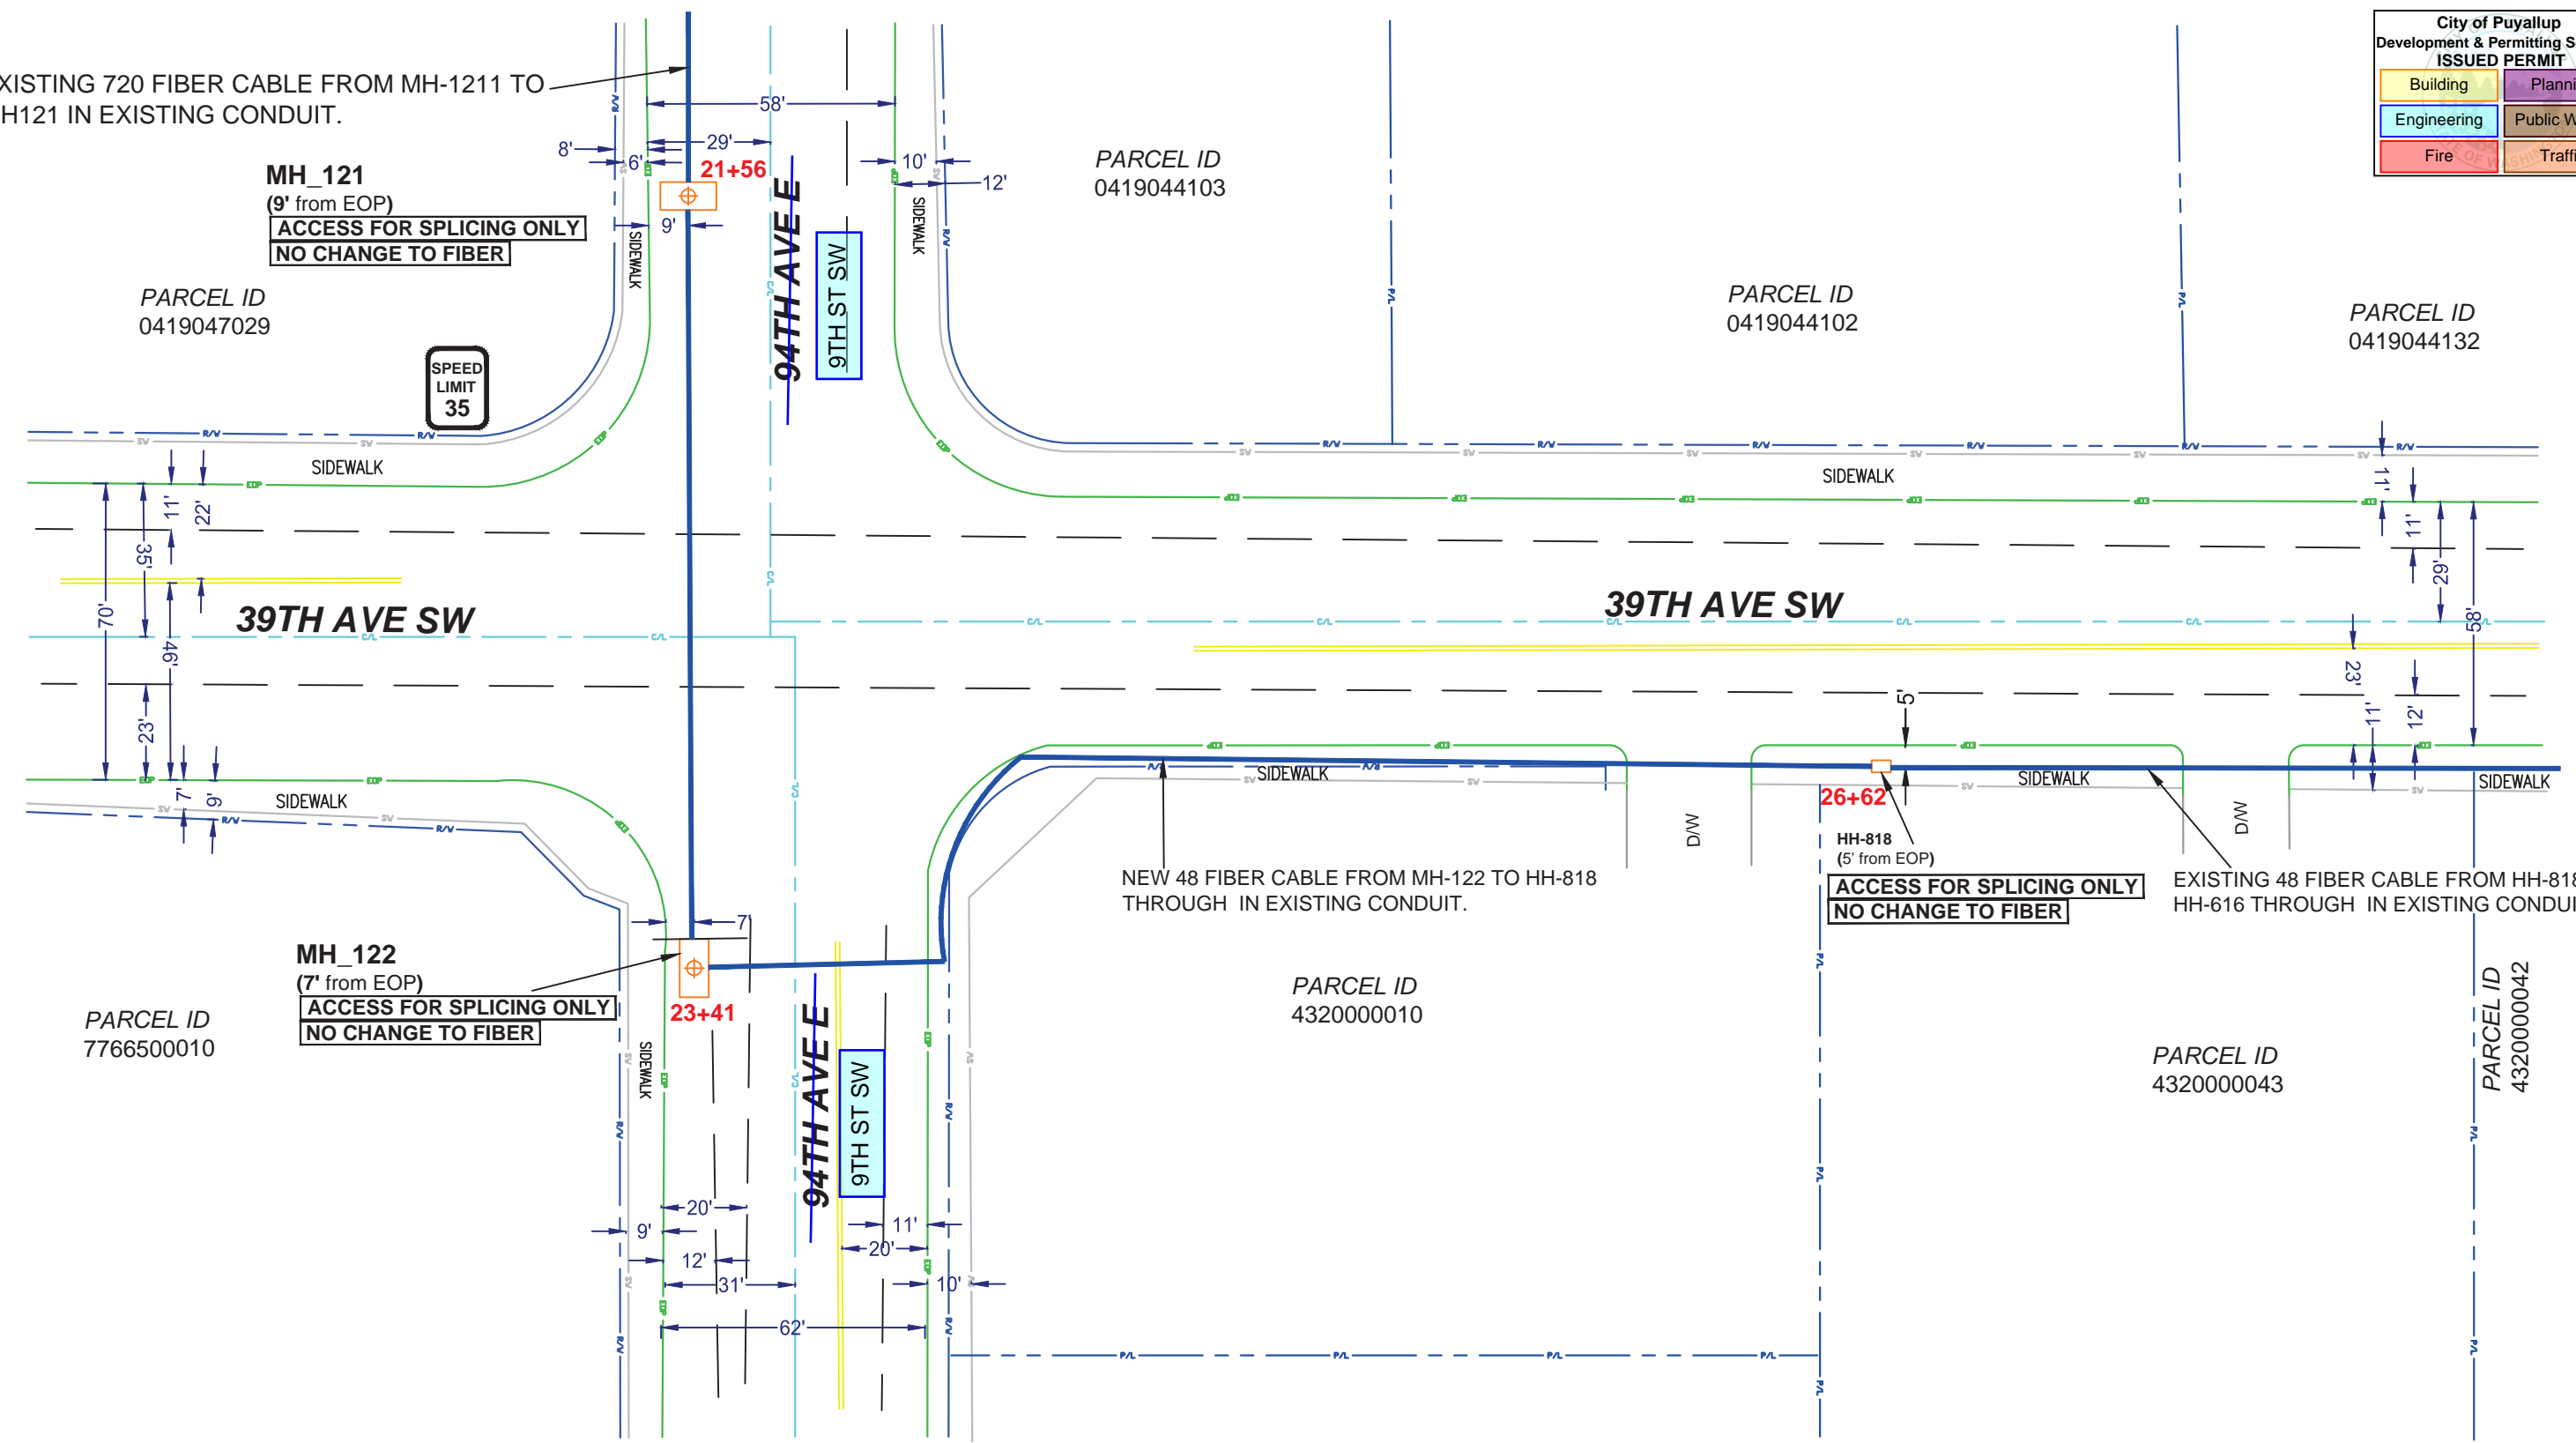 City of Puyallup
Development & Permitting S
ISSUED PERMIT
Building
Planni
Engineering
Public W
Fire
Traffi
XISTING 720 FIBER CABLE FROM MH-1211 TO
H121 IN EXISTING CONDUIT.
58'
29'
8'
6'
10'
12'
21+56
9'
MH_121
(9' from EOP)
ACCESS FOR SPLICING ONLY
NO CHANGE TO FIBER
PARCEL ID
0419044103
PARCEL ID
0419047029
PARCEL ID
0419044102
PARCEL ID
0419044132
SPEED
LIMIT
35
SIDEWALK
SIDEWALK
94TH AVE E
9TH ST SW
R/W
SW
EOP
C/L
P/L
SIDEWALK
SIDEWALK
11'
22'
35'
70'
46'
23'
7'
9'
39TH AVE SW
39TH AVE SW
11'
11'
29'
58'
23'
11'
12'
5'
SIDEWALK
SIDEWALK
SIDEWALK
SIDEWALK
26+62
D/W
D/W
HH-818
(5' from EOP)
ACCESS FOR SPLICING ONLY
NO CHANGE TO FIBER
NEW 48 FIBER CABLE FROM MH-122 TO HH-818
THROUGH IN EXISTING CONDUIT.
EXISTING 48 FIBER CABLE FROM HH-818
HH-616 THROUGH IN EXISTING CONDUI
7'
MH_122
(7' from EOP)
ACCESS FOR SPLICING ONLY
NO CHANGE TO FIBER
23+41
PARCEL ID
7766500010
PARCEL ID
4320000010
PARCEL ID
4320000043
PARCEL ID
4320000042
SIDEWALK
94TH AVE E
9TH ST SW
20'
9'
12'
31'
62'
11'
20'
10'